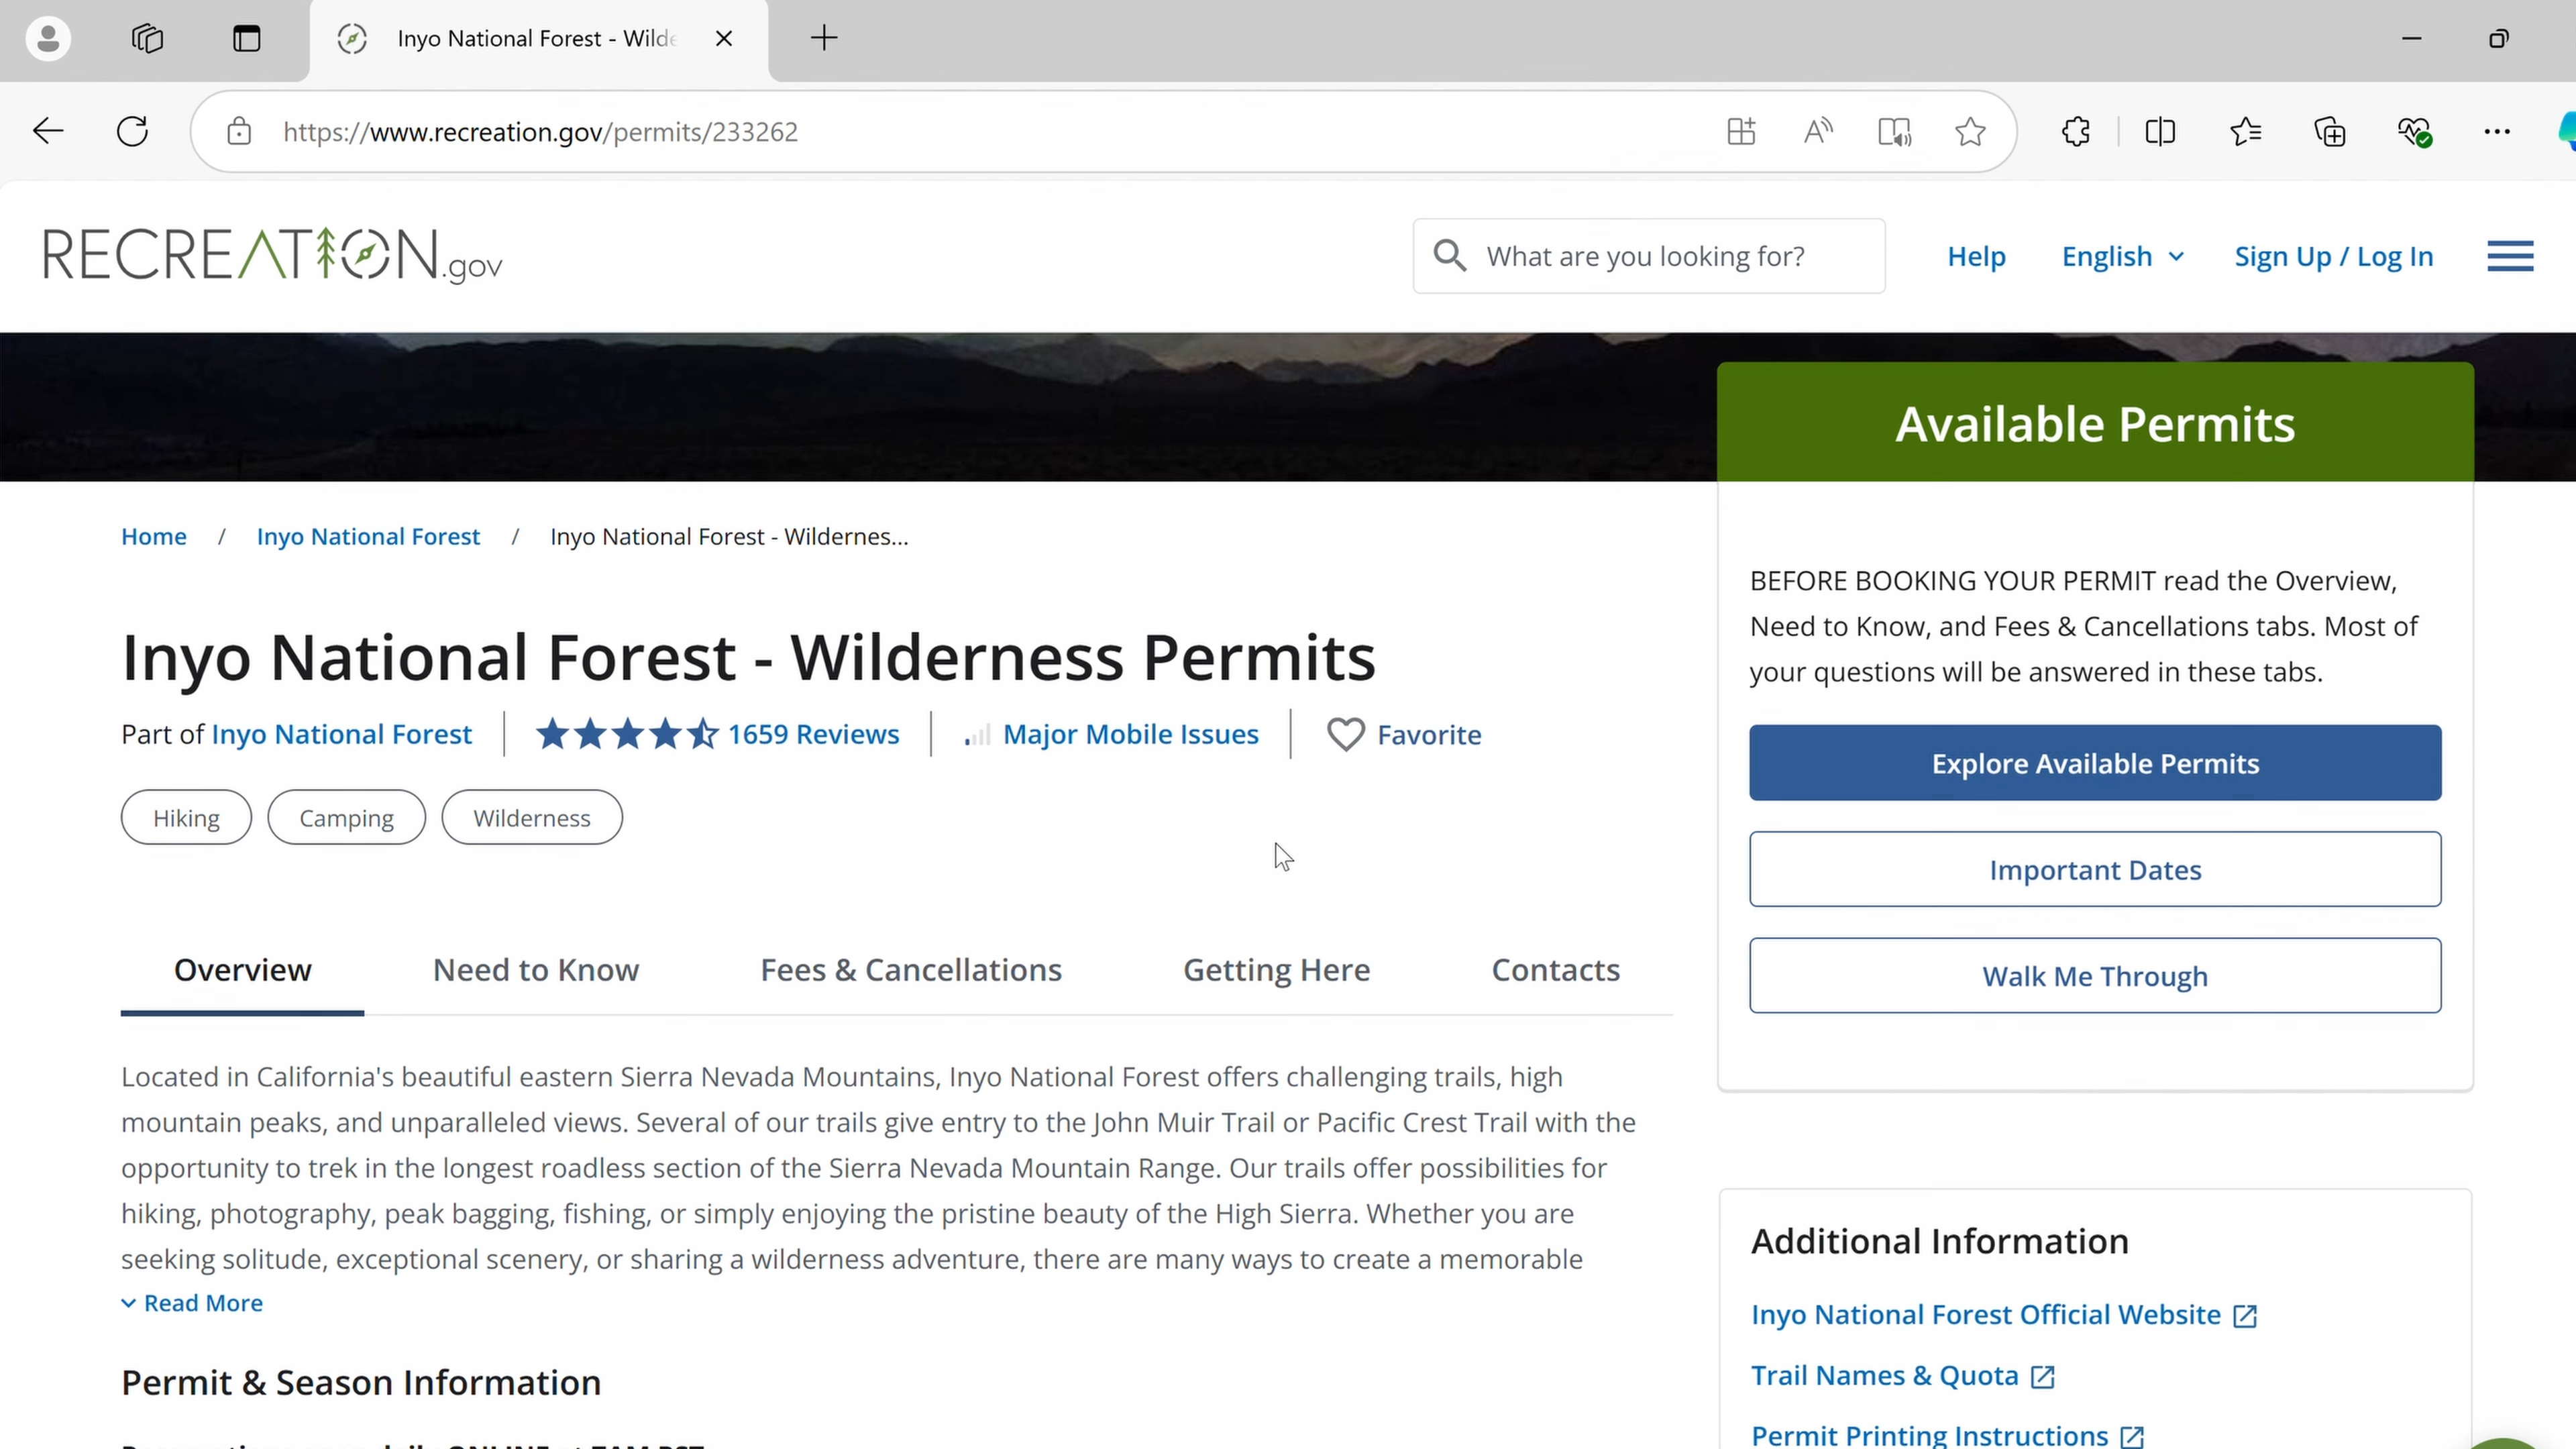 Inyo National Forest - Wilde
https://www.recreation.gov/permits/233262
RECREATION.gov
What are you looking for?
Help
English
Sign Up / Log In
Available Permits
Home / Inyo National Forest / Inyo National Forest - Wildernes...
Inyo National Forest - Wilderness Permits
Part of Inyo National Forest
1659 Reviews
Major Mobile Issues
Favorite
Hiking
Camping
Wilderness
BEFORE BOOKING YOUR PERMIT read the Overview,
Need to Know, and Fees & Cancellations tabs. Most of
your questions will be answered in these tabs.
Explore Available Permits
Important Dates
Walk Me Through
Overview
Need to Know
Fees & Cancellations
Getting Here
Contacts
Located in California's beautiful eastern Sierra Nevada Mountains, Inyo National Forest offers challenging trails, high
mountain peaks, and unparalleled views. Several of our trails give entry to the John Muir Trail or Pacific Crest Trail with the
opportunity to trek in the longest roadless section of the Sierra Nevada Mountain Range. Our trails offer possibilities for
hiking, photography, peak bagging, fishing, or simply enjoying the pristine beauty of the High Sierra. Whether you are
seeking solitude, exceptional scenery, or sharing a wilderness adventure, there are many ways to create a memorable
Read More
Permit & Season Information
Additional Information
Inyo National Forest Official Website
Trail Names & Quota
Permit Printing Instructions